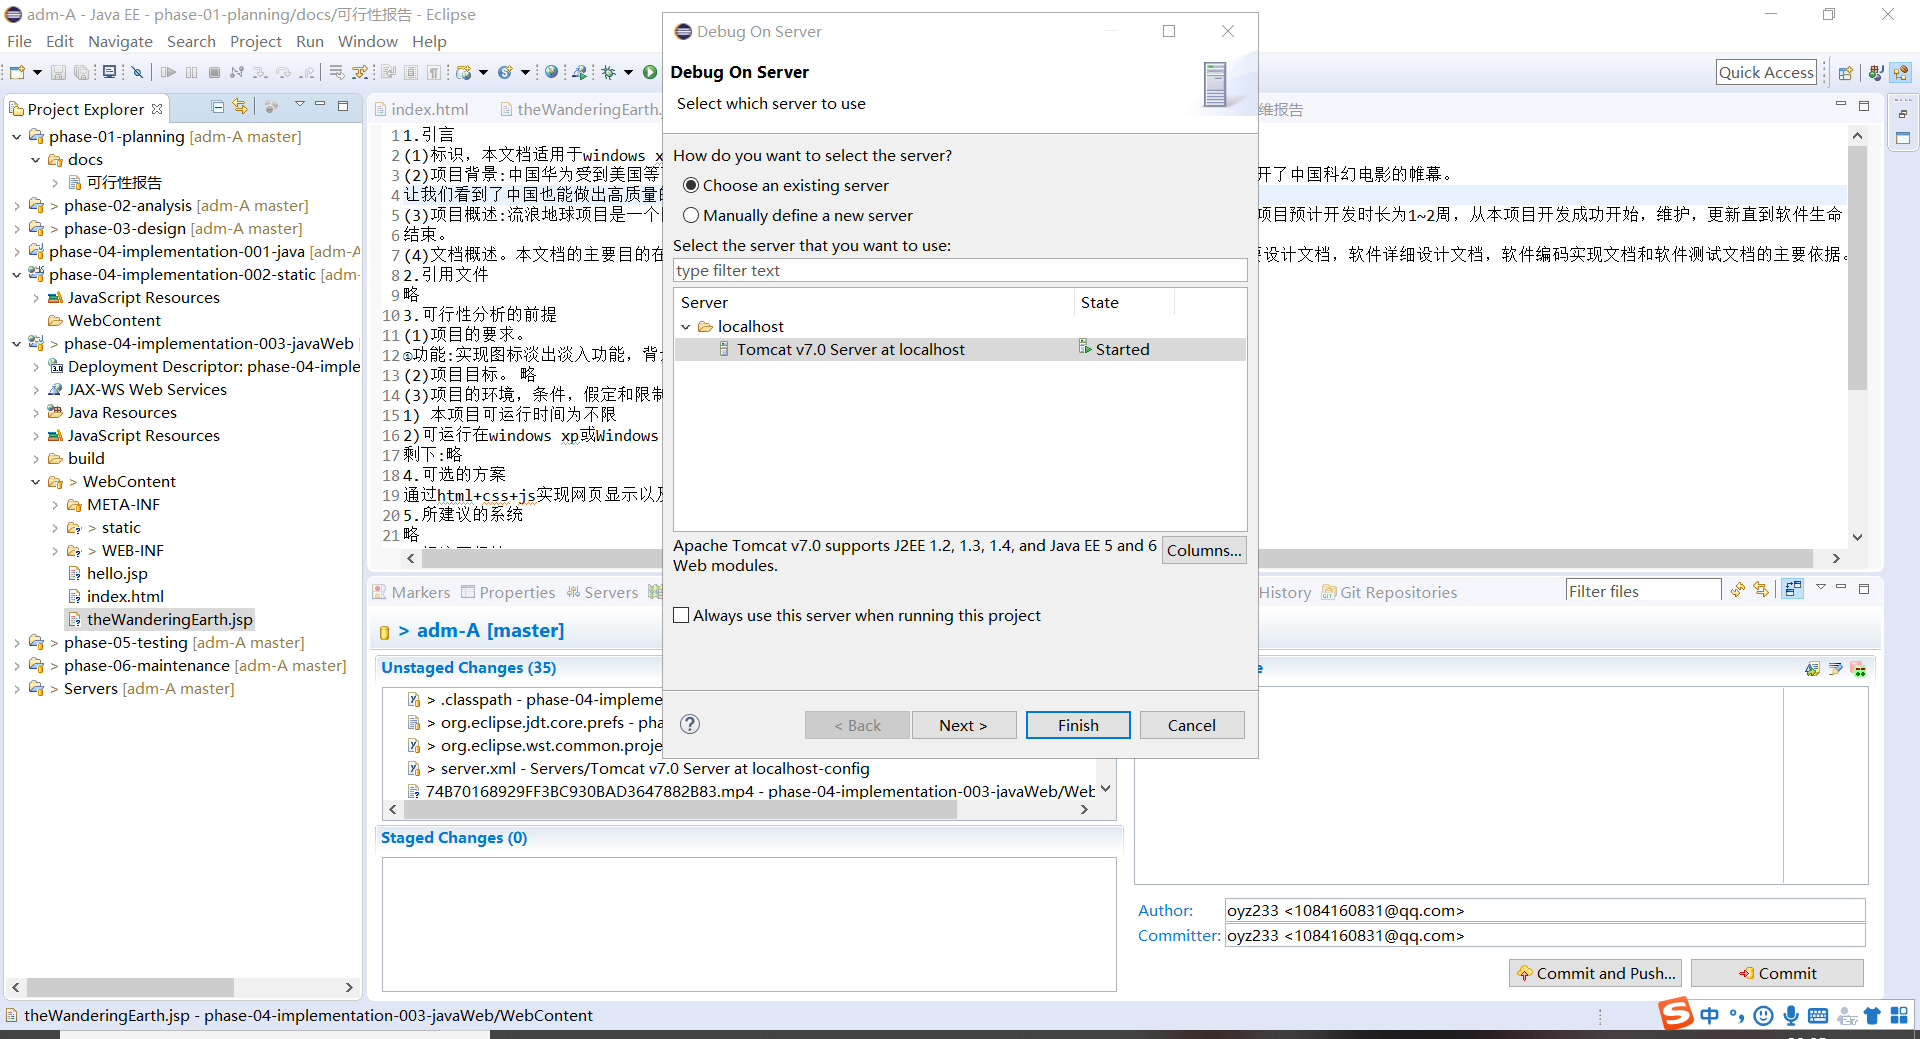 adm-A - Java EE - phase-01-planning/docs/可行性报告 - Eclipse
File Edit Navigate Search Project Run Window Help
Quick Access
Project Explorer
phase-01-planning [adm-A master]
docs
可行性报告
> phase-02-analysis [adm-A master]
> phase-03-design [adm-A master]
phase-04-implementation-001-java [adm-A
phase-04-implementation-002-static [adm-
JavaScript Resources
WebContent
> phase-04-implementation-003-javaWeb
Deployment Descriptor: phase-04-imple
JAX-WS Web Services
Java Resources
JavaScript Resources
build
> WebContent
META-INF
> static
> WEB-INF
hello.jsp
index.html
theWanderingEarth.jsp
> phase-05-testing [adm-A master]
> phase-06-maintenance [adm-A master]
> Servers [adm-A master]
index.html theWanderingEarth. 维报告
1 1.引言
2 (1)标识，本文档适用于windows x
3 (2)项目背景:中国华为受到美国等 开了中国科幻电影的帷幕。
4 让我们看到了中国也能做出高质量的
5 (3)项目概述:流浪地球项目是一个 项目预计开发时长为1~2周，从本项目开发成功开始，维护，更新直到软件生命
6 结束。
7 (4)文档概述。本文档的主要目的在 设计文档，软件详细设计文档，软件编码实现文档和软件测试文档的主要依据。
8 2.引用文件
9 略
10 3.可行性分析的前提
11 (1)项目的要求。
12 ①功能:实现图标淡出淡入功能，背
13 (2)项目目标。 略
14 (3)项目的环境，条件，假定和限制
15 1) 本项目可运行时间为不限
16 2)可运行在windows xp或Windows
17 剩下:略
18 4.可选的方案
19 通过html+css+js实现网页显示以及
20 5.所建议的系统
21 略
Debug On Server
Debug On Server
Select which server to use
How do you want to select the server?
Choose an existing server
Manually define a new server
Select the server that you want to use:
type filter text
Server State
localhost
Tomcat v7.0 Server at localhost Started
Apache Tomcat v7.0 supports J2EE 1.2, 1.3, 1.4, and Java EE 5 and 6
Web modules.
Columns...
Always use this server when running this project
< Back Next > Finish Cancel
Markers Properties Servers History Git Repositories
Filter files
> adm-A [master]
Unstaged Changes (35)
> .classpath - phase-04-impleme
> org.eclipse.jdt.core.prefs - pha
> org.eclipse.wst.common.proje
> server.xml - Servers/Tomcat v7.0 Server at localhost-config
74B70168929FF3BC930BAD3647882B83.mp4 - phase-04-implementation-003-javaWeb/Web
Staged Changes (0)
Author: oyz233 <1084160831@qq.com>
Committer: oyz233 <1084160831@qq.com>
Commit and Push... Commit
theWanderingEarth.jsp - phase-04-implementation-003-javaWeb/WebContent
中